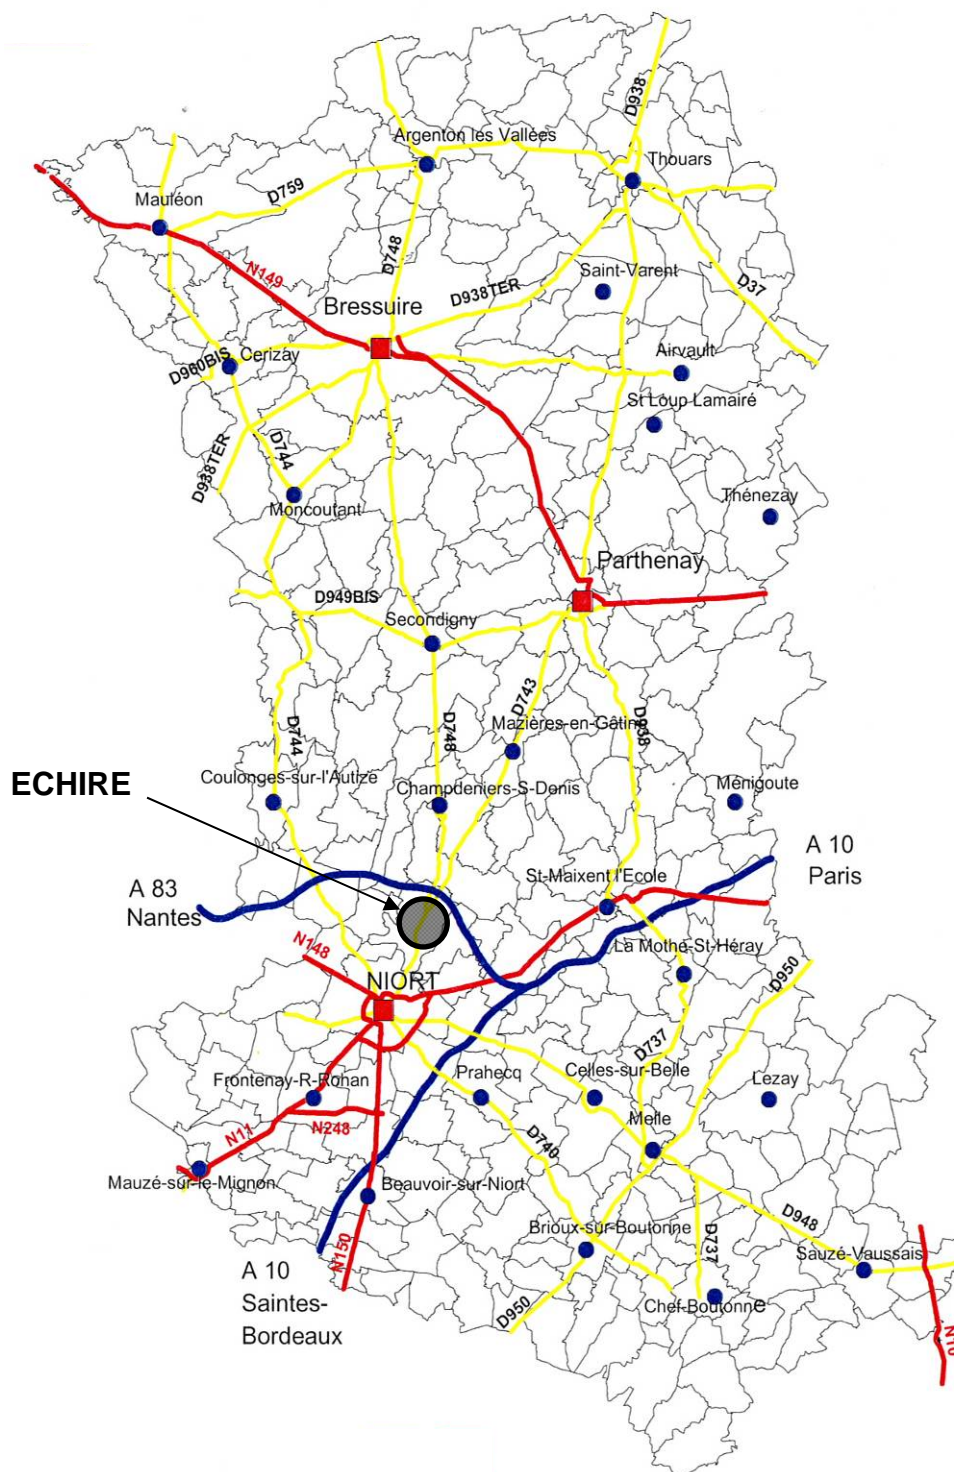 D938
Argenton les Vallées
Thouars
D759
Mauléon
D748
N149
Saint-Varent
D37
D938TER
Bressuire
Airvault
D960BIS
Cerizay
St Loup Lamairé
D744
D938TER
Thénezay
Moncoutant
Parthenay
D949BIS
Secondigny
D743
D938
D748
D744
Mazières-en-Gâtine
ECHIRE
Coulonges-sur-l'Autize
Champdeniers-S-Denis
Ménigoute
A 10
Paris
A 83
Nantes
St-Maixent l'Ecole
N148
La Mothe-St-Héray
D950
NIORT
D737
Frontenay-R-Rohan
Prahecq
Celles-sur-Belle
Lezay
N11
N248
D740
Melle
Mauzé-sur-le-Mignon
Beauvoir-sur-Niort
D948
Brioux-sur-Boutonne
D737
Sauzé-Vaussais
N150
A 10
Saintes-
Bordeaux
Chef-Boutonne
D950
N10